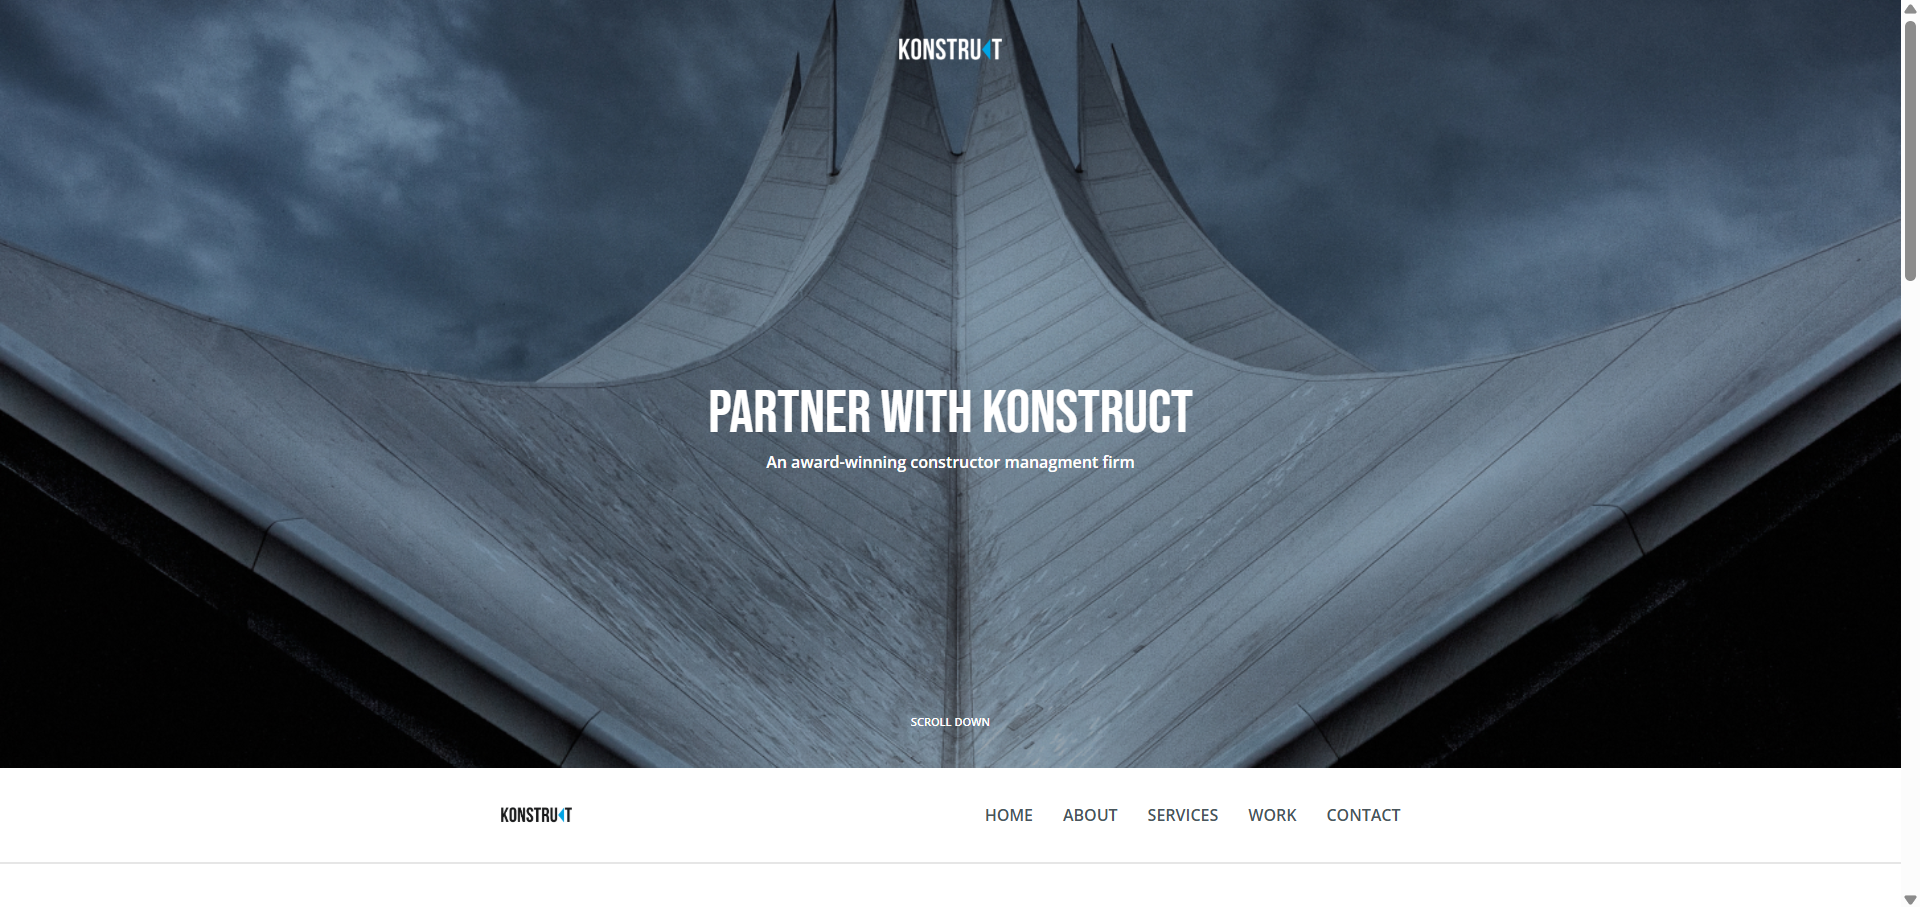 KONSTRUCT
PARTNER WITH KONSTRUCT
An award-winning constructor managment firm
SCROLL DOWN
KONSTRUCT
HOME ABOUT SERVICES WORK CONTACT